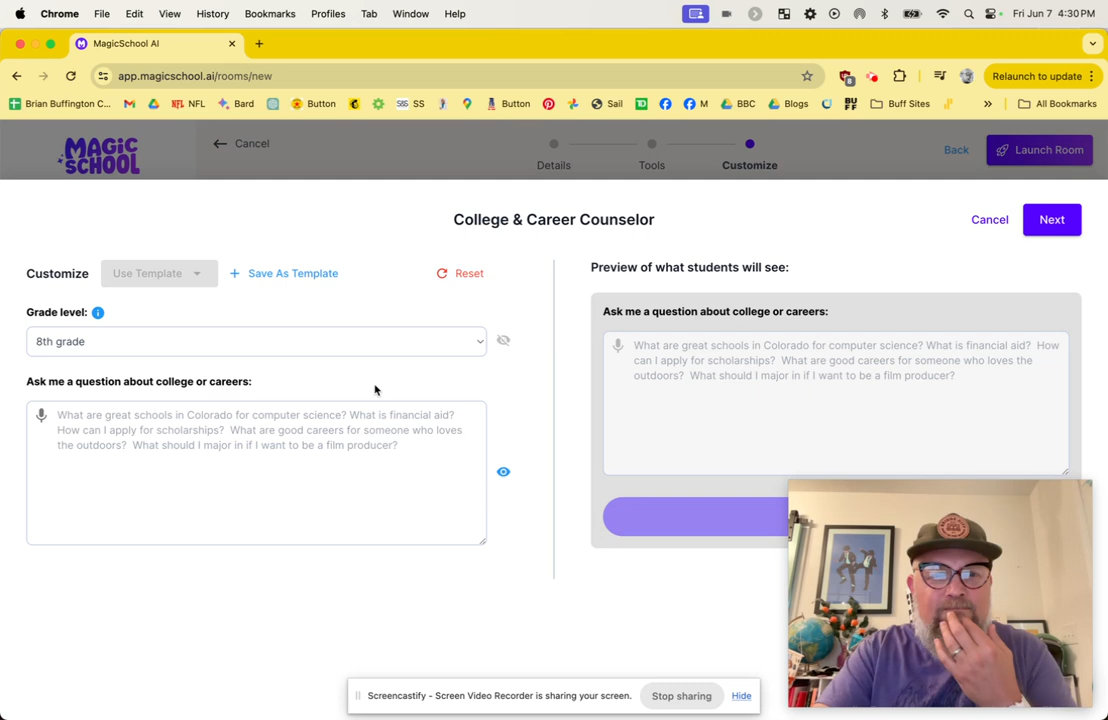 Chrome File Edit View History Bookmarks Profiles Tab Window Help Fri Jun 7 4:30 PM
MagicSchool AI
app.magicschool.ai/rooms/new
8
Relaunch to update
Brian Buffington C... NFL NFL Bard Button SBS SS Button Sail TD M BBC Blogs BUFF Buff Sites » All Bookmarks
MAGIC SCHOOL
Cancel
Details
Tools
Customize
Back
Launch Room
College & Career Counselor
Cancel
Next
Customize
Use Template
+ Save As Template
Reset
Grade level:
8th grade
Ask me a question about college or careers:
What are great schools in Colorado for computer science? What is financial aid?
How can I apply for scholarships? What are good careers for someone who loves
the outdoors? What should I major in if I want to be a film producer?
Preview of what students will see:
Ask me a question about college or careers:
What are great schools in Colorado for computer science? What is financial aid? How
can I apply for scholarships? What are good careers for someone who loves the
outdoors? What should I major in if I want to be a film producer?
Screencastify - Screen Video Recorder is sharing your screen.
Stop sharing
Hide